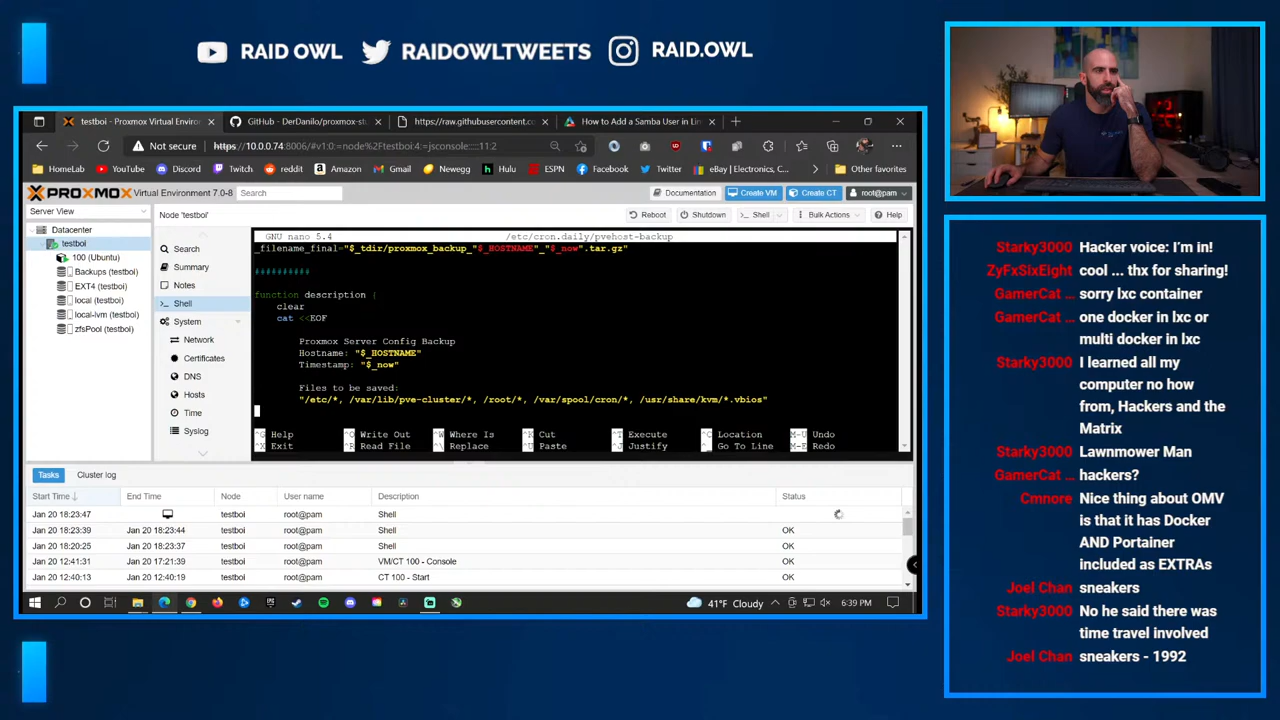 RAID OWL
RAIDOWLTWEETS
RAID.OWL
testboi - Proxmox Virtual Enviror
GitHub - DerDanilo/proxmox-stu
https://raw.githubusercontent.co
How to Add a Samba User in Lin
Not secure
https://10.0.0.74:8006/#v1:0:=node%2Ftestboi:4:=jsconsole:::::11:2
HomeLab
YouTube
Discord
Twitch
reddit
Amazon
Gmail
Newegg
Hulu
ESPN
Facebook
Twitter
eBay | Electronics, C...
Other favorites
PROXMOX Virtual Environment 7.0-8
Search
Documentation
Create VM
Create CT
root@pam
Server View
Node 'testboi'
Reboot
Shutdown
Shell
Bulk Actions
Help
Datacenter
testboi
100 (Ubuntu)
Backups (testboi)
EXT4 (testboi)
local (testboi)
local-lvm (testboi)
zfsPool (testboi)
Search
Summary
Notes
Shell
System
Network
Certificates
DNS
Hosts
Time
Syslog
GNU nano 5.4 /etc/cron.daily/pvehost-backup
_filename_final="$_tdir/proxmox_backup_"$_HOSTNAME"_"$_now".tar.gz"
##########
function description {
clear
cat <<EOF
Proxmox Server Config Backup
Hostname: "$_HOSTNAME"
Timestamp: "$_now"
Files to be saved:
"/etc/*, /var/lib/pve-cluster/*, /root/*, /var/spool/cron/*, /usr/share/kvm/*.vbios"
^G Help ^O Write Out ^W Where Is ^K Cut ^T Execute ^C Location M-U Undo
^X Exit ^R Read File ^\ Replace ^U Paste ^J Justify ^_ Go To Line M-E Redo
Tasks
Cluster log
Start Time End Time Node User name Description Status
Jan 20 18:23:47 testboi root@pam Shell
Jan 20 18:23:39 Jan 20 18:23:44 testboi root@pam Shell OK
Jan 20 18:20:25 Jan 20 18:23:37 testboi root@pam Shell OK
Jan 20 12:41:31 Jan 20 17:21:39 testboi root@pam VM/CT 100 - Console OK
Jan 20 12:40:13 Jan 20 12:40:19 testboi root@pam CT 100 - Start OK
41°F Cloudy
6:39 PM
Starky3000 Hacker voice: I'm in!
ZyFxSixEight cool ... thx for sharing!
GamerCat ... sorry lxc container
GamerCat ... one docker in lxc or
multi docker in lxc
Starky3000 I learned all my
computer no how
from, Hackers and the
Matrix
Starky3000 Lawnmower Man
GamerCat ... hackers?
Cmnore Nice thing about OMV
is that it has Docker
AND Portainer
included as EXTRAs
Joel Chan sneakers
Starky3000 No he said there was
time travel involved
Joel Chan sneakers - 1992